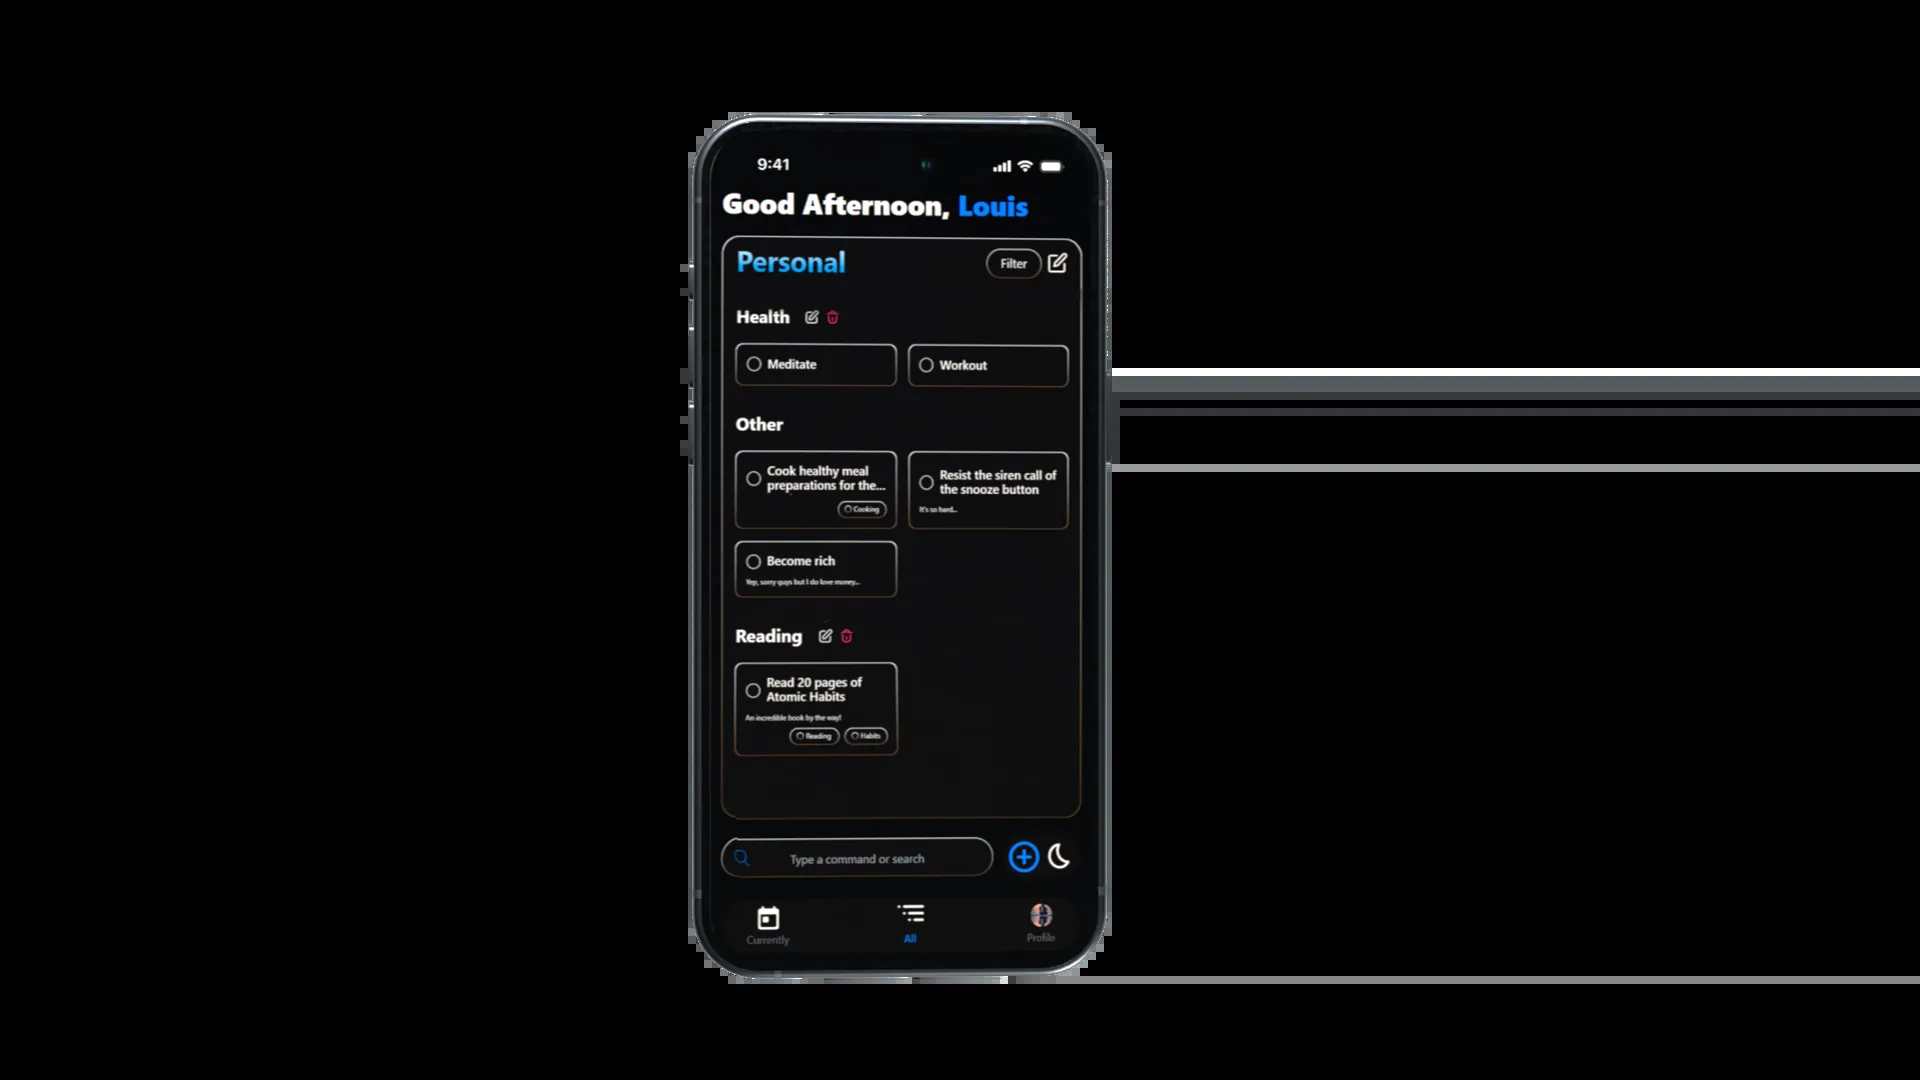 9:41
Good Afternoon, Louis
Personal
Filter
Health
Meditate
Workout
Other
Cook healthy meal
preparations for the...
Cooking
Resist the siren call of
the snooze button
It's so hard...
Become rich
Yep, sorry guys but I do love money...
Reading
Read 20 pages of
Atomic Habits
An incredible book by the way!
Reading
Habits
Type a command or search
Currently
All
Profile